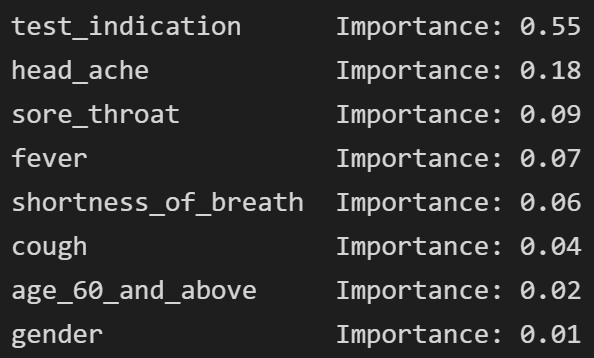 test_indication Importance: 0.55
head_ache Importance: 0.18
sore_throat Importance: 0.09
fever Importance: 0.07
shortness_of_breath Importance: 0.06
cough Importance: 0.04
age_60_and_above Importance: 0.02
gender Importance: 0.01